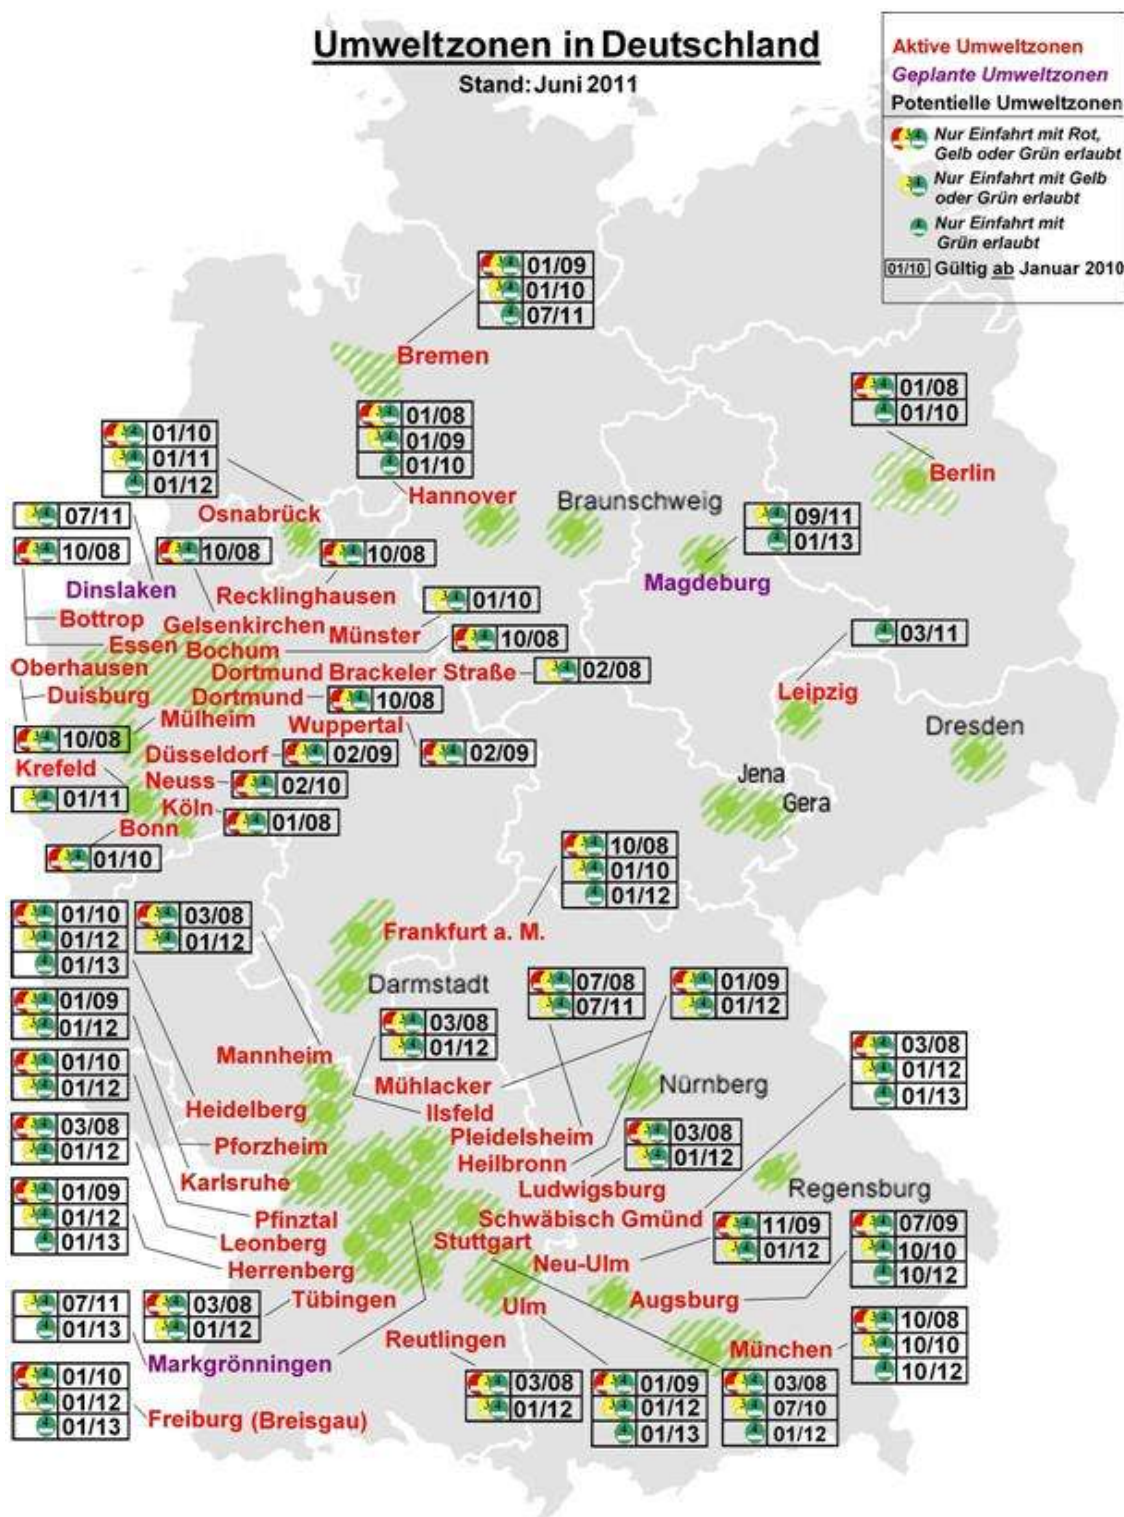 Umweltzonen in Deutschland
Stand: Juni 2011
Aktive Umweltzonen
Geplante Umweltzonen
Potentielle Umweltzonen
Nur Einfahrt mit Rot,
Gelb oder Grün erlaubt
Nur Einfahrt mit Gelb
oder Grün erlaubt
Nur Einfahrt mit
Grün erlaubt
01/10 Gültig ab Januar 2010
01/09
01/10
07/11
Bremen
01/08
01/10
Berlin
01/08
01/09
01/10
Hannover
01/10
01/11
01/12
Osnabrück
Braunschweig
09/11
01/13
Magdeburg
07/11
10/08
10/08
10/08
Dinslaken
Recklinghausen
01/10
Bottrop
Gelsenkirchen
Münster
Essen
Bochum
10/08
03/11
Oberhausen
Dortmund Brackeler Straße
02/08
Duisburg
Dortmund
10/08
Leipzig
Mülheim
Wuppertal
Dresden
10/08
Düsseldorf
02/09
02/09
Krefeld
Neuss
02/10
Jena
01/11
Köln
01/08
Gera
Bonn
01/10
10/08
01/10
01/12
Frankfurt a. M.
01/10
01/12
01/13
03/08
01/12
Darmstadt
01/09
01/12
03/08
01/12
07/08
07/11
01/09
01/12
Mannheim
01/10
01/12
Mühlacker
Nürnberg
03/08
01/12
01/13
Heidelberg
Ilsfeld
03/08
01/12
Pforzheim
Pleidelsheim
03/08
01/12
Heilbronn
Karlsruhe
Ludwigsburg
Regensburg
01/09
01/12
01/13
Pfinztal
Schwäbisch Gmünd
Leonberg
Stuttgart
11/09
01/12
07/09
10/10
10/12
Herrenberg
Neu-Ulm
07/11
01/13
03/08
01/12
Tübingen
Ulm
Augsburg
Reutlingen
München
10/08
10/10
10/12
Markgrönningen
01/10
01/12
01/13
Freiburg (Breisgau)
03/08
01/12
01/09
01/12
01/13
03/08
07/10
01/12